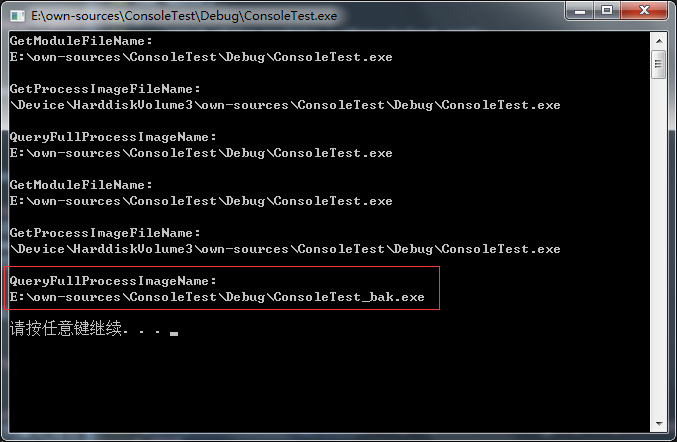 E:\own-sources\ConsoleTest\Debug\ConsoleTest.exe
GetModuleFileName:
E:\own-sources\ConsoleTest\Debug\ConsoleTest.exe
GetProcessImageFileName:
\Device\HarddiskVolume3\own-sources\ConsoleTest\Debug\ConsoleTest.exe
QueryFullProcessImageName:
E:\own-sources\ConsoleTest\Debug\ConsoleTest.exe
GetModuleFileName:
E:\own-sources\ConsoleTest\Debug\ConsoleTest.exe
GetProcessImageFileName:
\Device\HarddiskVolume3\own-sources\ConsoleTest\Debug\ConsoleTest.exe
QueryFullProcessImageName:
E:\own-sources\ConsoleTest\Debug\ConsoleTest_bak.exe
请按任意键继续. . .